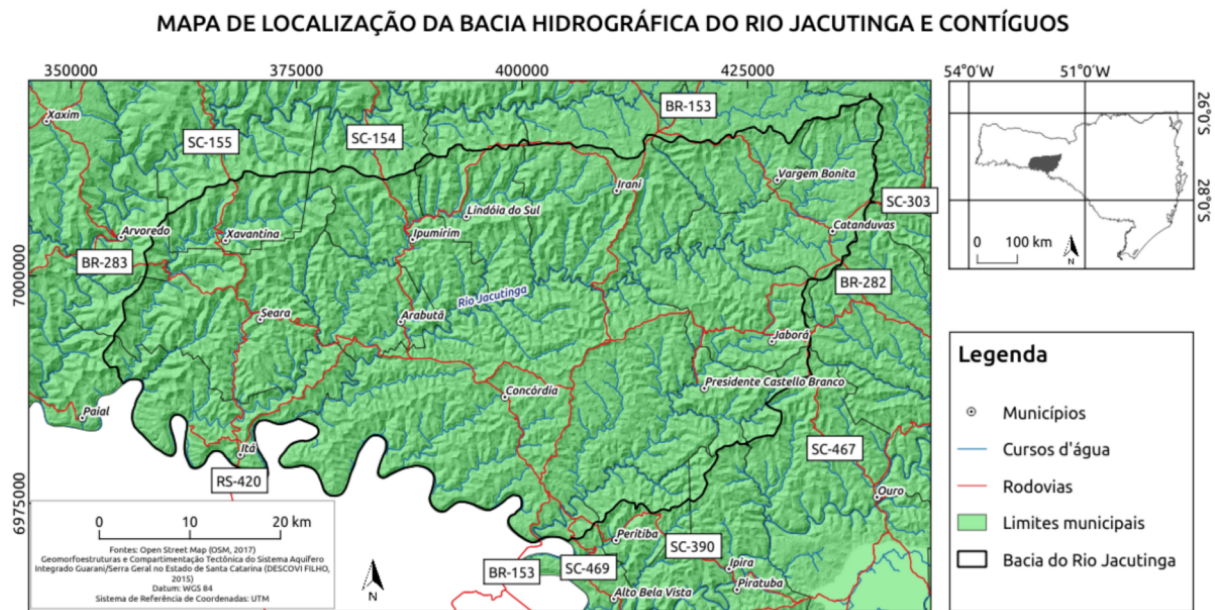 MAPA DE LOCALIZAÇÃO DA BACIA HIDROGRÁFICA DO RIO JACUTINGA E CONTÍGUOS
350000 375000 400000 425000
54°0'W 51°0'W
26°0'S
28°0'S
7000000
6975000
Xaxim
SC-155
SC-154
BR-153
Irani
Vargem Bonita
SC-303
Lindóia do Sul
Catanduvas
Arvoredo
Xavantina
Ipumirim
BR-283
BR-282
Rio Jacutinga
Seara
Arabutã
Jaborá
Presidente Castello Branco
Concórdia
Paial
Itá
SC-467
RS-420
Ouro
Peritiba
SC-390
BR-153
SC-469
Ipira
Piratuba
Alto Bela Vista
0 10 20 km
Fontes: Open Street Map (OSM, 2017)
Geomorfoestruturas e Compartimentação Tectônica do Sistema Aquífero
Integrado Guarani/Serra Geral no Estado de Santa Catarina (DESCOVI FILHO,
2015)
Datum: WGS 84
Sistema de Referência de Coordenadas: UTM
N
0 100 km
N
Legenda
Municípios
Cursos d'água
Rodovias
Limites municipais
Bacia do Rio Jacutinga